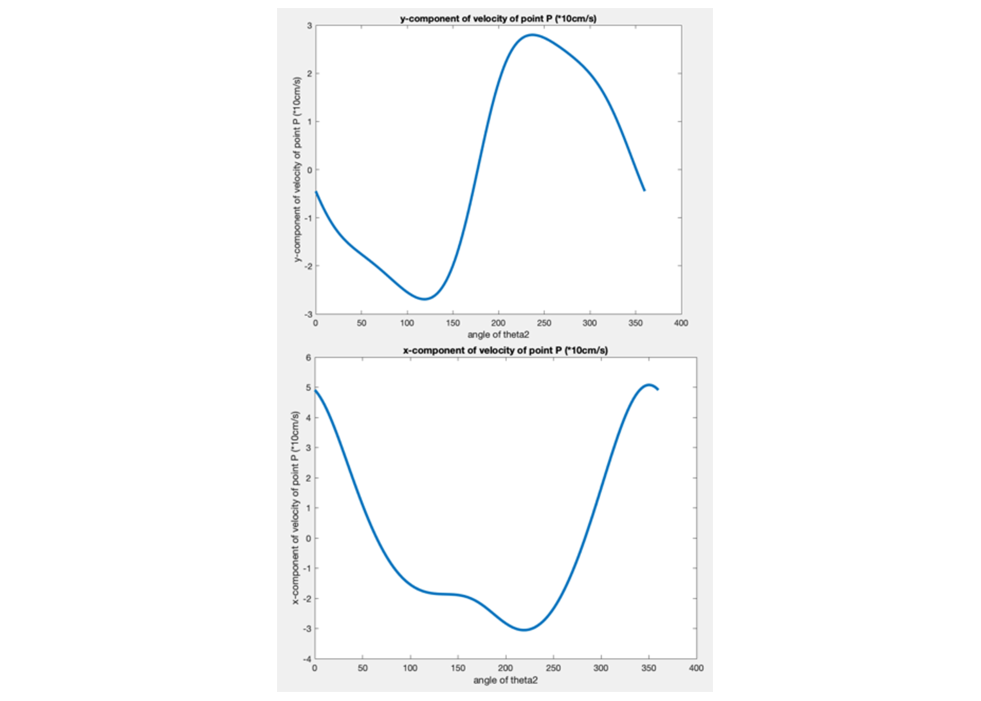 y-component of velocity of point P (*10cm/s)
y-component of velocity of point P (*10cm/s)
3
2
1
0
-1
-2
-3
0 50 100 150 200 250 300 350 400
angle of theta2
x-component of velocity of point P (*10cm/s)
x-component of velocity of point P (*10cm/s)
6
5
4
3
2
1
0
-1
-2
-3
-4
0 50 100 150 200 250 300 350 400
angle of theta2